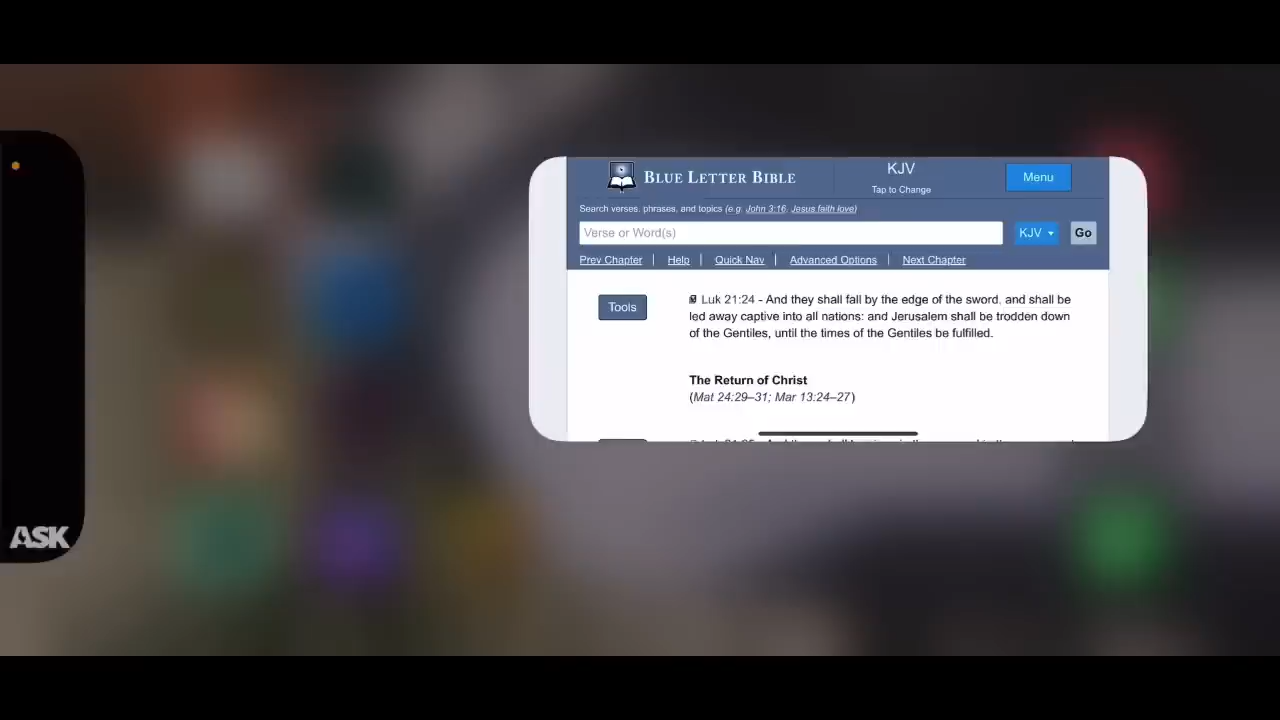 BLUE LETTER BIBLE
KJV
Tap to Change
Menu
Search verses, phrases, and topics (e.g. John 3:16, Jesus faith love)
Verse or Word(s)
KJV
Go
Prev Chapter | Help | Quick Nav | Advanced Options | Next Chapter
Tools
Luk 21:24 - And they shall fall by the edge of the sword, and shall be
led away captive into all nations: and Jerusalem shall be trodden down
of the Gentiles, until the times of the Gentiles be fulfilled.
The Return of Christ
(Mat 24:29–31; Mar 13:24–27)
ASK